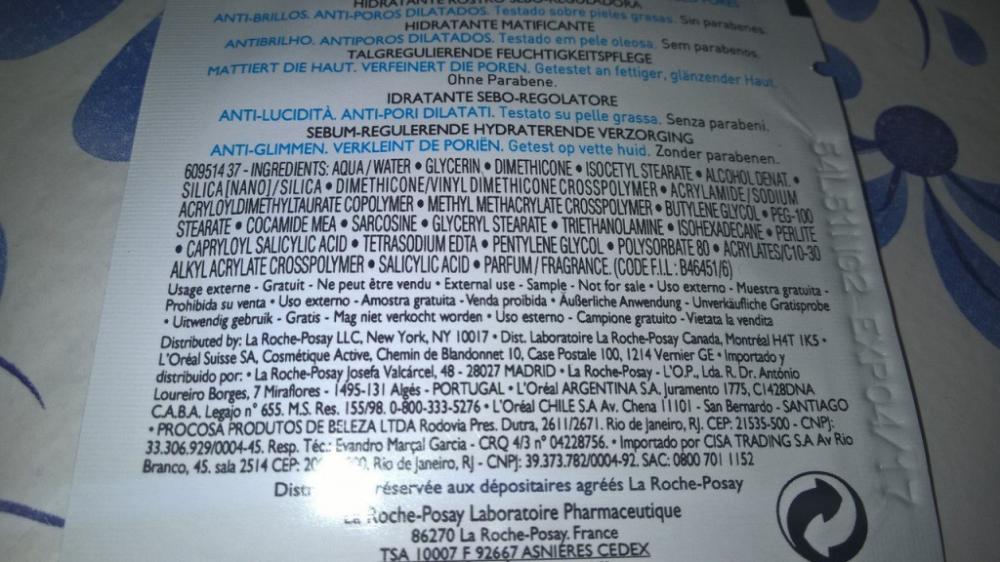 HIDRATANTE ROSTRO SEBO-REGULADORA
ANTI-BRILLOS. ANTI-POROS DILATADOS. Testado sobre pieles grasas. Sin parabenes.
HIDRATANTE MATIFICANTE
ANTIBRILHO. ANTIPOROS DILATADOS. Testado em pele oleosa. Sem parabenos.
TALGREGULIERENDE FEUCHTIGKEITSPFLEGE
MATTIERT DIE HAUT. VERFEINERT DIE POREN. Getestet an fettiger, glänzender Haut.
Ohne Parabene.
IDRATANTE SEBO-REGOLATORE
ANTI-LUCIDITÀ. ANTI-PORI DILATATI. Testato su pelle grassa. Senza parabeni.
SEBUM-REGULERENDE HYDRATERENDE VERZORGING
ANTI-GLIMMEN. VERKLEINT DE PORIËN. Getest op vette huid. Zonder parabenen.
609514 37 - INGREDIENTS: AQUA / WATER • GLYCERIN • DIMETHICONE • ISOCETYL STEARATE • ALCOHOL DENAT. •
SILICA [NANO] / SILICA • DIMETHICONE/VINYL DIMETHICONE CROSSPOLYMER • ACRYLAMIDE/SODIUM
ACRYLOYLDIMETHYLTAURATE COPOLYMER • METHYL METHACRYLATE CROSSPOLYMER • BUTYLENE GLYCOL • PEG-100
STEARATE • COCAMIDE MEA • SARCOSINE • GLYCERYL STEARATE • TRIETHANOLAMINE • ISOHEXADECANE • PERLITE
• CAPRYLOYL SALICYLIC ACID • TETRASODIUM EDTA • PENTYLENE GLYCOL • POLYSORBATE 80 • ACRYLATES/C10-30
ALKYL ACRYLATE CROSSPOLYMER • SALICYLIC ACID • PARFUM / FRAGRANCE. (CODE F.I.L : B46451/6)
Usage externe - Gratuit - Ne peut être vendu • External use - Sample - Not for sale • Uso externo - Muestra gratuita -
Prohibida su venta • Uso externo - Amostra gratuita - Venda proibida • Äußerliche Anwendung - Unverkäufliche Gratisprobe
• Uitwendig gebruik - Gratis - Mag niet verkocht worden • Uso esterno - Campione gratuito - Vietata la vendita
Distributed by: La Roche-Posay LLC, New York, NY 10017 • Dist. Laboratoire La Roche-Posay Canada, Montréal H4T 1K5 •
L'Oréal Suisse SA, Cosmétique Active, Chemin de Blandonnet 10, Case Postale 100, 1214 Vernier GE • Importado y
distribuido por: • La Roche-Posay Josefa Valcárcel, 48 - 28027 MADRID • La Roche-Posay - L'O.P., Lda. R. Dr. António
Loureiro Borges, 7 Miraflores - 1495-131 Algés - PORTUGAL • L'Oréal ARGENTINA S.A. Juramento 1775, C1428DNA
C.A.B.A. Legajo n° 655. M.S. Res. 155/98. 0-800-333-5276 • L'Oréal CHILE S.A Av. Chena 11101 - San Bernardo - SANTIAGO
• PROCOSA PRODUTOS DE BELEZA LTDA Rodovia Pres. Dutra, 2611/2671. Rio de Janeiro, RJ. CEP: 21535-500 - CNPJ:
33.306.929/0004-45. Resp. Téc.: Evandro Marçal Garcia - CRQ 4/3 n° 04228756. • Importado por CISA TRADING S.A Av Rio
Branco, 45. sala 2514 CEP: Rio de Janeiro, RJ - CNPJ: 39.373.782/0004-92. SAC: 0800 701 1152
réservée aux dépositaires agréés La Roche-Posay
La Roche-Posay Laboratoire Pharmaceutique
86270 La Roche-Posay. France
TSA 10007 F 92667 ASNIÈRES CEDEX
EXP04/17